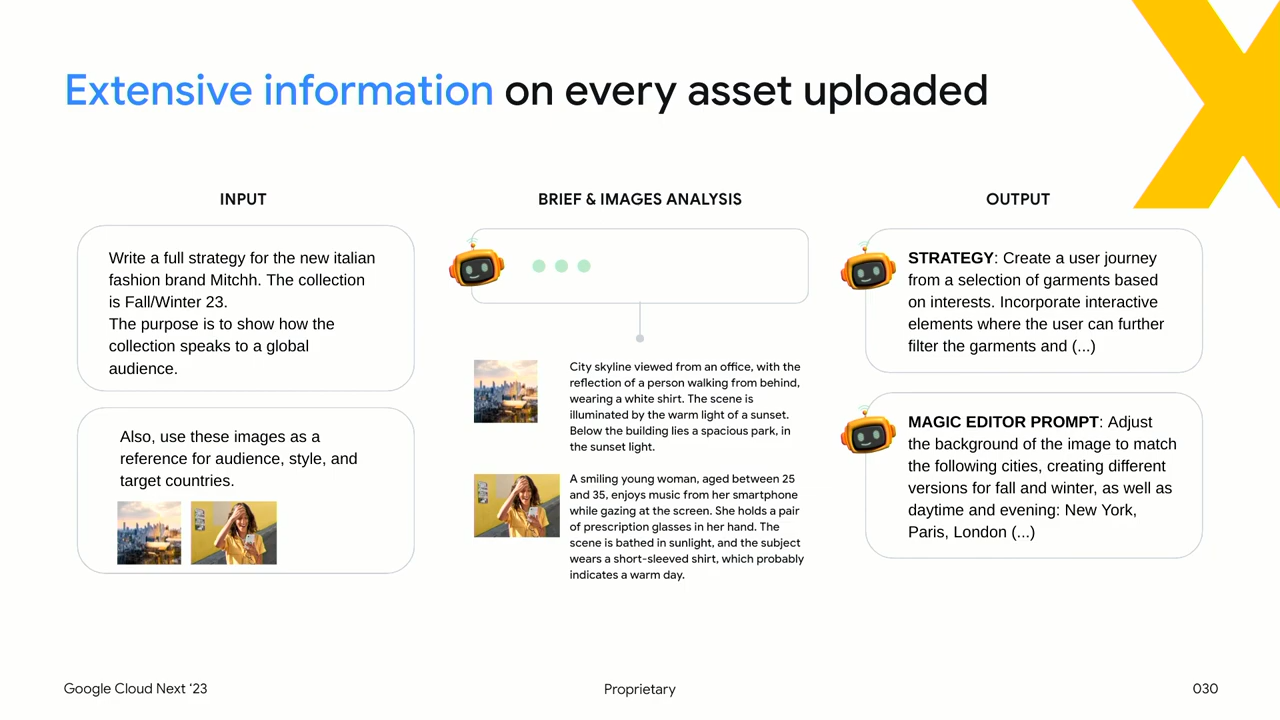 Extensive information on every asset uploaded
INPUT
Write a full strategy for the new italian
fashion brand Mitchh. The collection
is Fall/Winter 23.
The purpose is to show how the
collection speaks to a global
audience.
Also, use these images as a
reference for audience, style, and
target countries.
BRIEF & IMAGES ANALYSIS
City skyline viewed from an office, with the
reflection of a person walking from behind,
wearing a white shirt. The scene is
illuminated by the warm light of a sunset.
Below the building lies a spacious park, in
the sunset light.
A smiling young woman, aged between 25
and 35, enjoys music from her smartphone
while gazing at the screen. She holds a pair
of prescription glasses in her hand. The
scene is bathed in sunlight, and the subject
wears a short-sleeved shirt, which probably
indicates a warm day.
OUTPUT
STRATEGY: Create a user journey
from a selection of garments based
on interests. Incorporate interactive
elements where the user can further
filter the garments and (...)
MAGIC EDITOR PROMPT: Adjust
the background of the image to match
the following cities, creating different
versions for fall and winter, as well as
daytime and evening: New York,
Paris, London (...)
Google Cloud Next ‘23
Proprietary
030